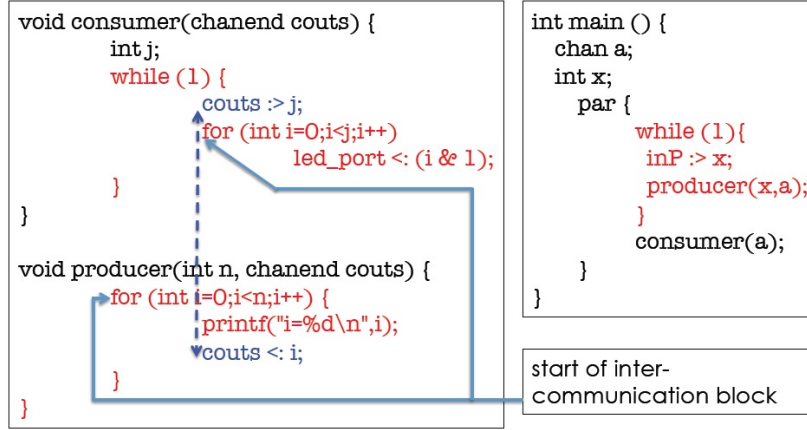 void consumer(chanend couts) {
int j;
while (1) {
couts :> j;
for (int i=0;i<j;i++)
led_port <: (i & 1);
}
}
void producer(int n, chanend couts) {
for (int i=0;i<n;i++) {
printf("i=%d\n",i);
couts <: i;
}
}
int main () {
chan a;
int x;
par {
while (1){
inP :> x;
producer(x,a);
}
consumer(a);
}
}
start of inter-
communication block